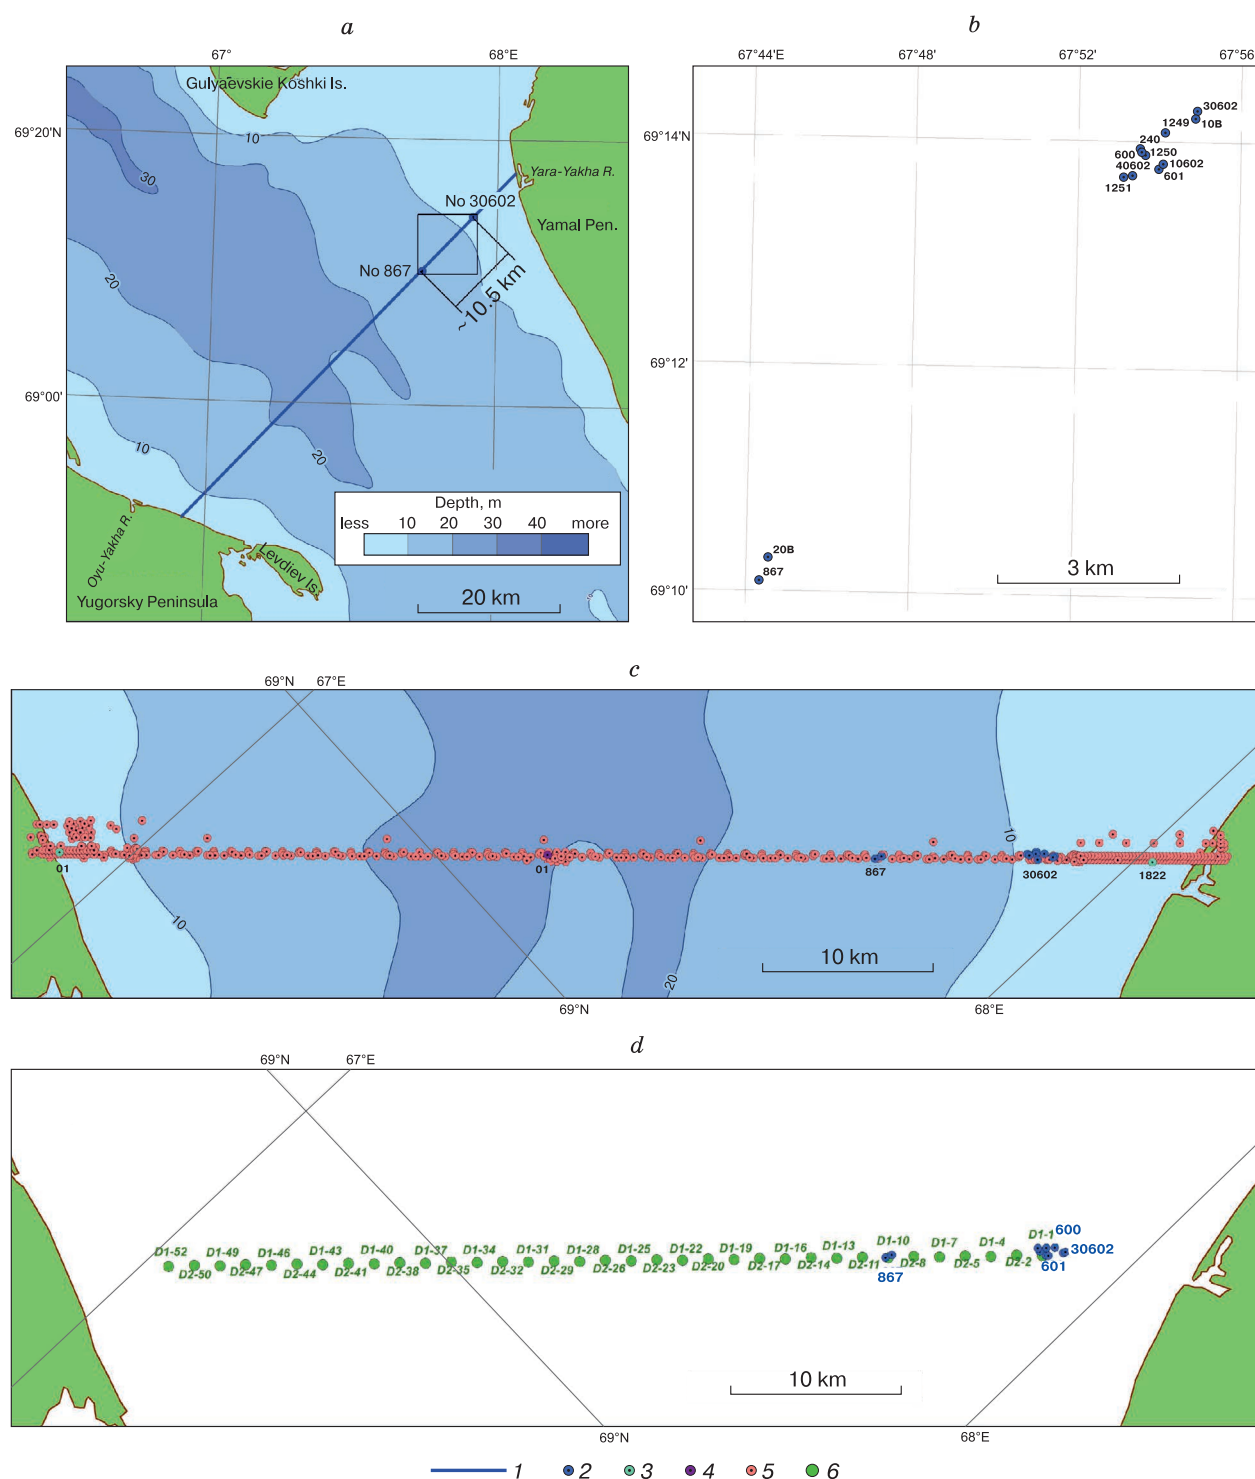 a
67°
68°E
69°20'N
69°00'
Gulyaevskie Koshki Is.
10
30
20
10
20
Yara-Yakha R.
No 30602
Yamal Pen.
No 867
~10.5 km
Depth, m
less 10 20 30 40 more
20 km
Oyu-Yakha R.
Levdiev Is.
Yugorsky Peninsula
b
67°44'E
67°48'
67°52'
67°56'
69°14'N
69°12'
69°10'
30602
10B
1249
240
600
1250
40602
10602
601
1251
20B
867
3 km
c
69°N
67°E
10
01
01
867
30602
1822
10
20
10 km
69°N
68°E
d
69°N
67°E
D1-52 D1-49 D1-46 D1-43 D1-40 D1-37 D1-34 D1-31 D1-28 D1-25 D1-22 D1-19 D1-16 D1-13 D1-10 D1-7 D1-4 D1-1
D2-50 D2-47 D2-44 D2-41 D2-38 D2-35 D2-32 D2-29 D2-26 D2-23 D2-20 D2-17 D2-14 D2-11 D2-8 D2-5 D2-2
600
30602
601
867
10 km
69°N
68°E
1 2 3 4 5 6